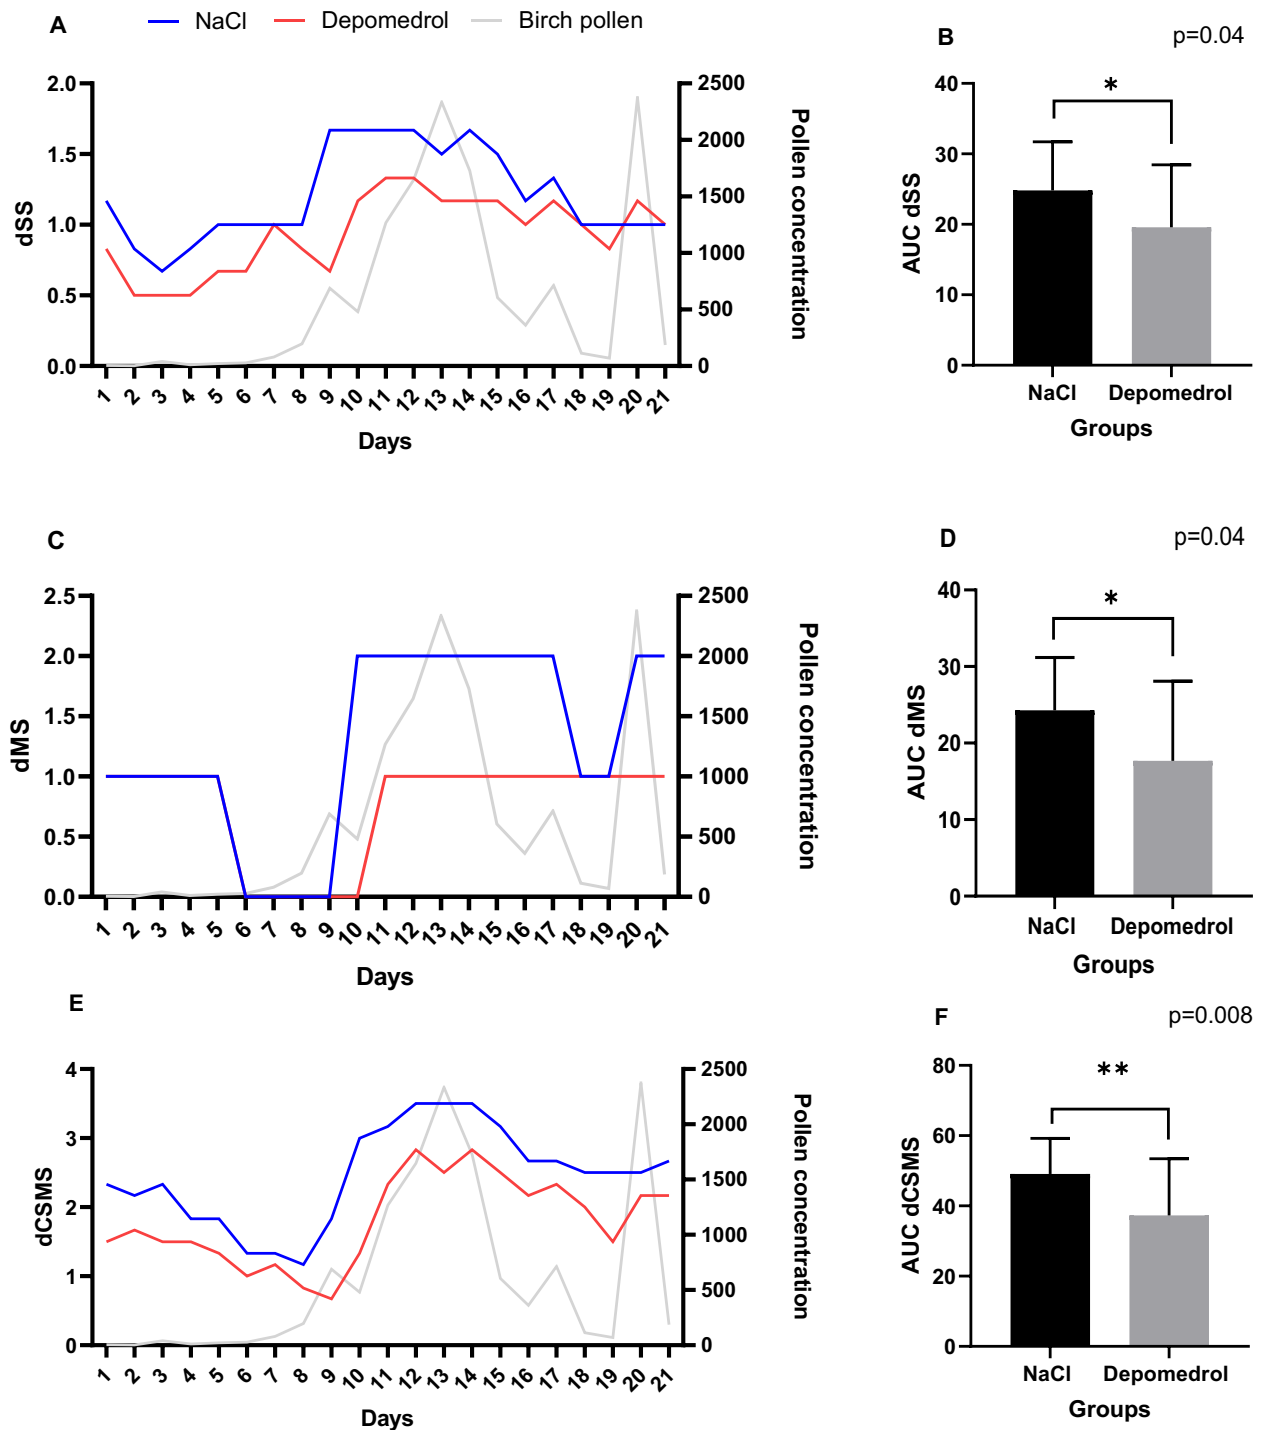 A
NaCl
Depomedrol
Birch pollen
2.0
1.5
1.0
0.5
0.0
dSS
2500
2000
1500
1000
500
0
Pollen concentration
1 2 3 4 5 6 7 8 9 10 11 12 13 14 15 16 17 18 19 20 21
Days
B
p=0.04
*
40
30
20
10
0
AUC dSS
NaCl Depomedrol
Groups
C
2.5
2.0
1.5
1.0
0.5
0.0
dMS
2500
2000
1500
1000
500
0
Pollen concentration
1 2 3 4 5 6 7 8 9 10 11 12 13 14 15 16 17 18 19 20 21
Days
D
p=0.04
*
40
30
20
10
0
AUC dMS
NaCl Depomedrol
Groups
E
4
3
2
1
0
dCSMS
2500
2000
1500
1000
500
0
Pollen concentration
1 2 3 4 5 6 7 8 9 10 11 12 13 14 15 16 17 18 19 20 21
Days
F
p=0.008
**
80
60
40
20
0
AUC dCSMS
NaCl Depomedrol
Groups